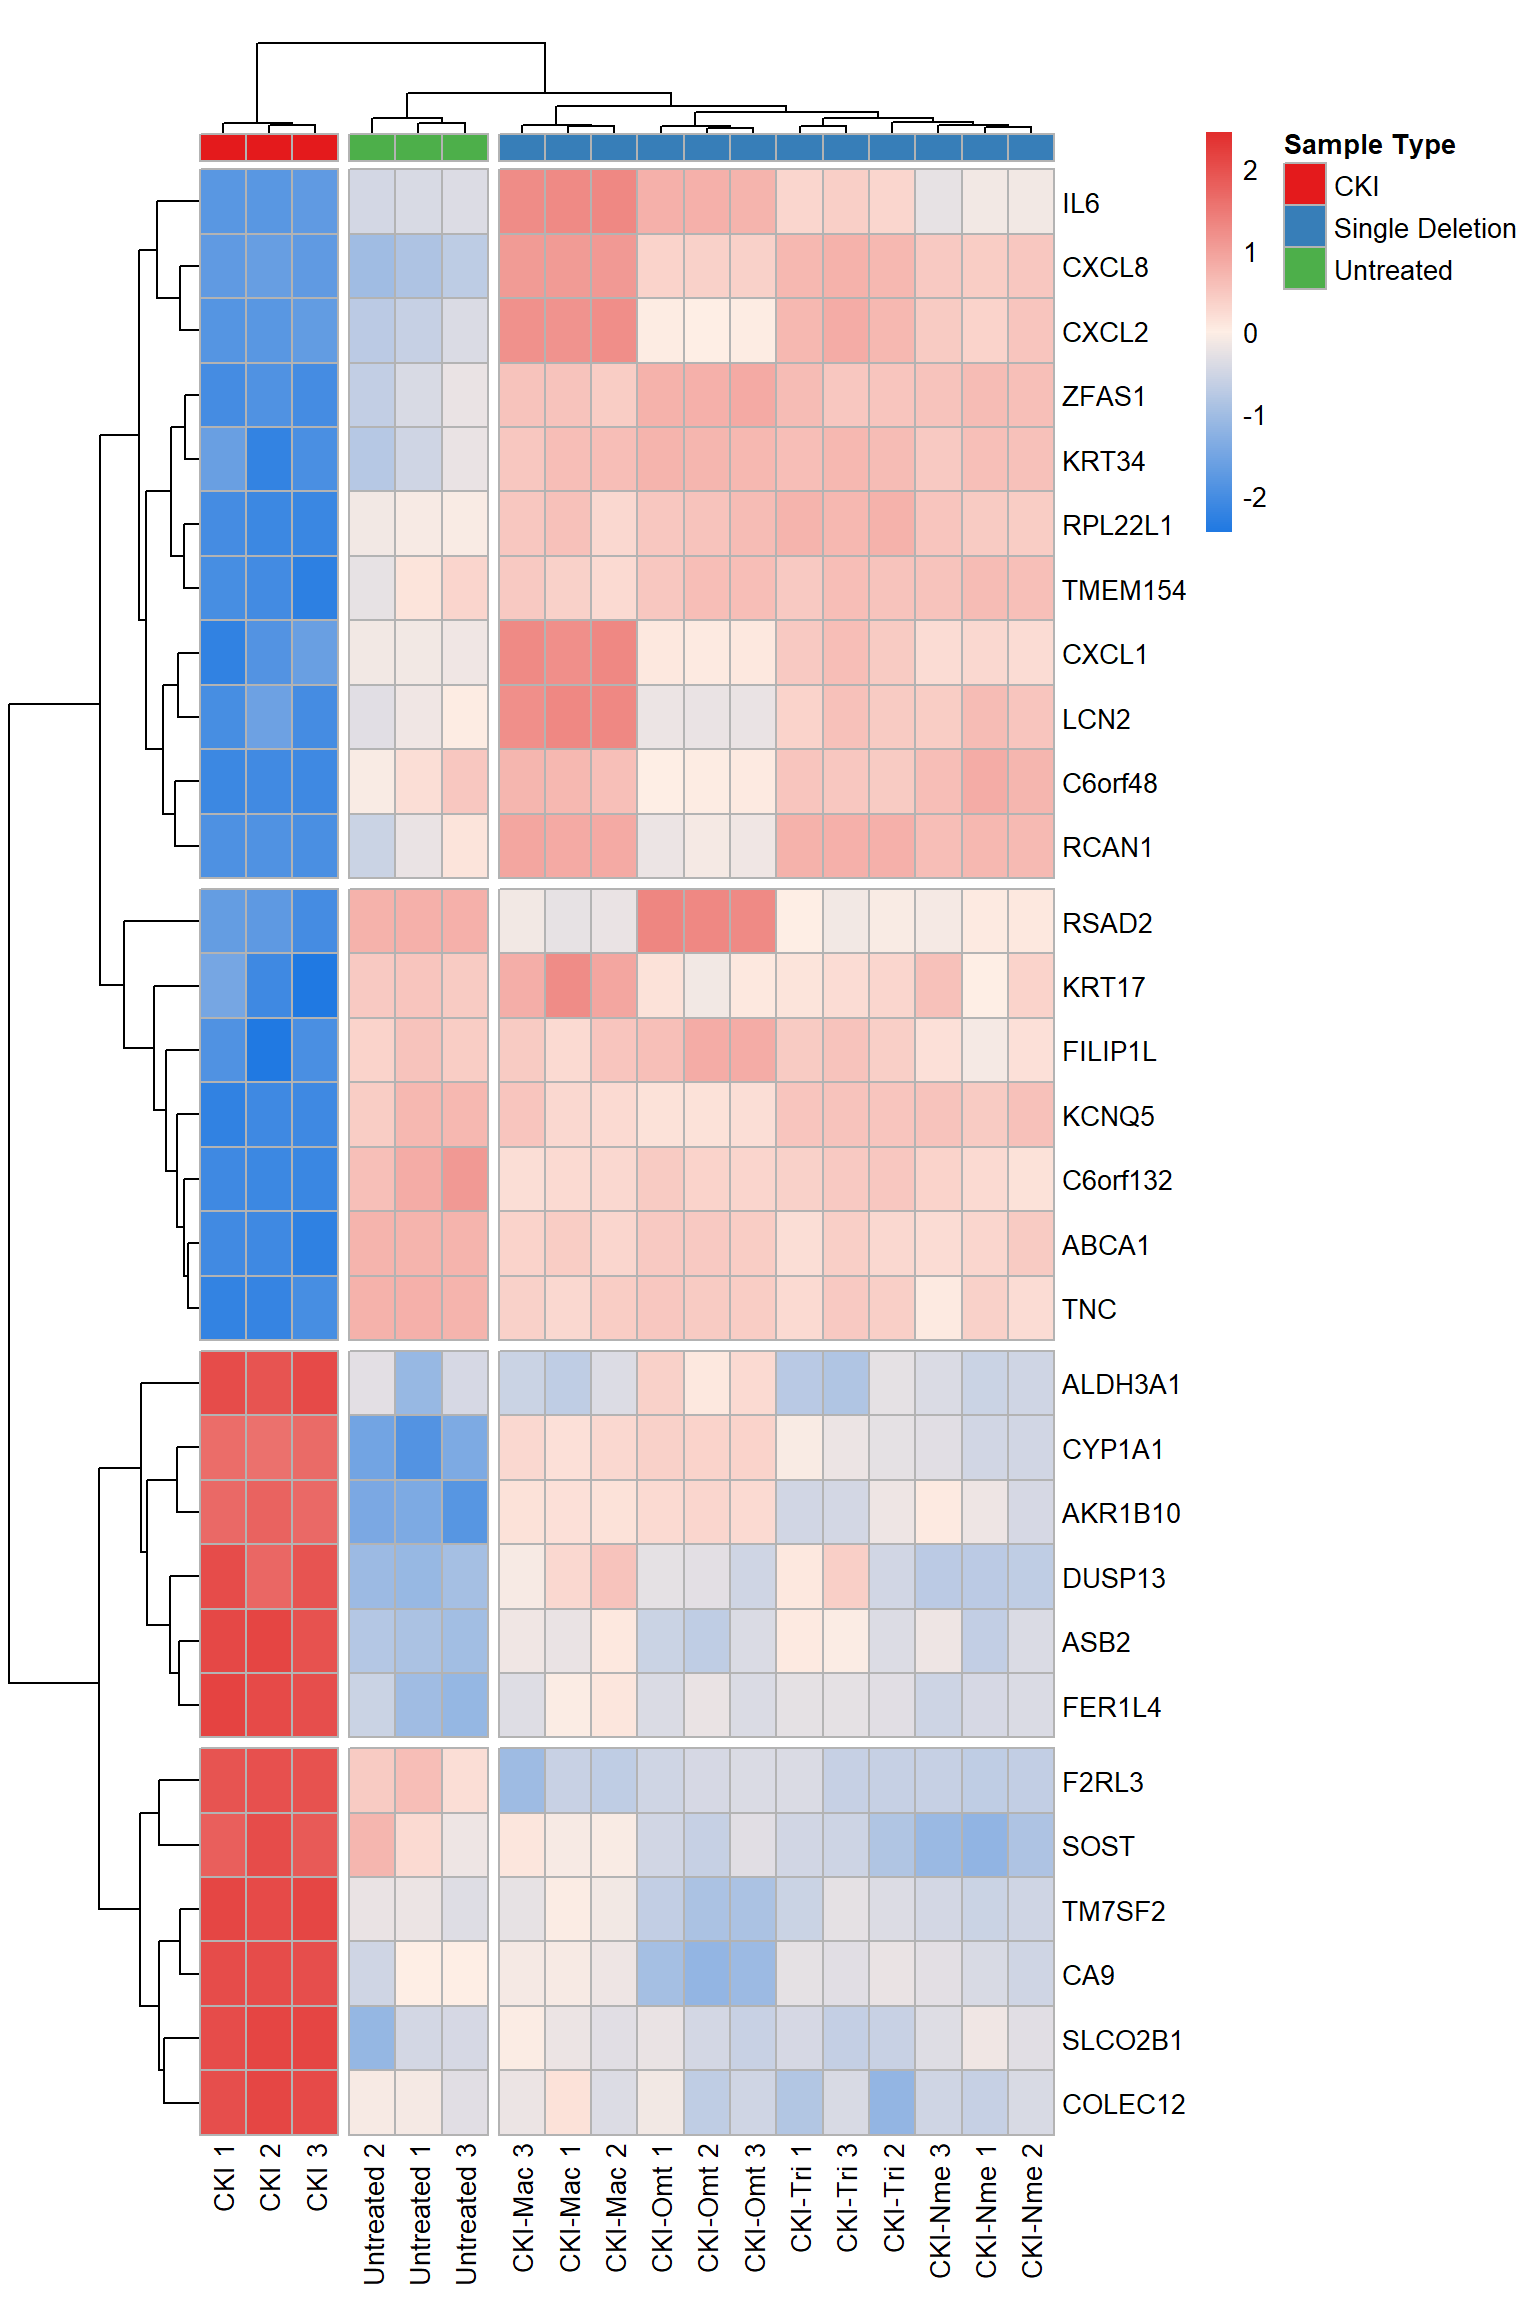 Sample Type
CKI
Single Deletion
Untreated
2
1
0
-1
-2
IL6
CXCL8
CXCL2
ZFAS1
KRT34
RPL22L1
TMEM154
CXCL1
LCN2
C6orf48
RCAN1
RSAD2
KRT17
FILIP1L
KCNQ5
C6orf132
ABCA1
TNC
ALDH3A1
CYP1A1
AKR1B10
DUSP13
ASB2
FER1L4
F2RL3
SOST
TM7SF2
CA9
SLCO2B1
COLEC12
CKI 1
CKI 2
CKI 3
Untreated 2
Untreated 1
Untreated 3
CKI-Mac 3
CKI-Mac 1
CKI-Mac 2
CKI-Omt 1
CKI-Omt 2
CKI-Omt 3
CKI-Tri 1
CKI-Tri 3
CKI-Tri 2
CKI-Nme 3
CKI-Nme 1
CKI-Nme 2